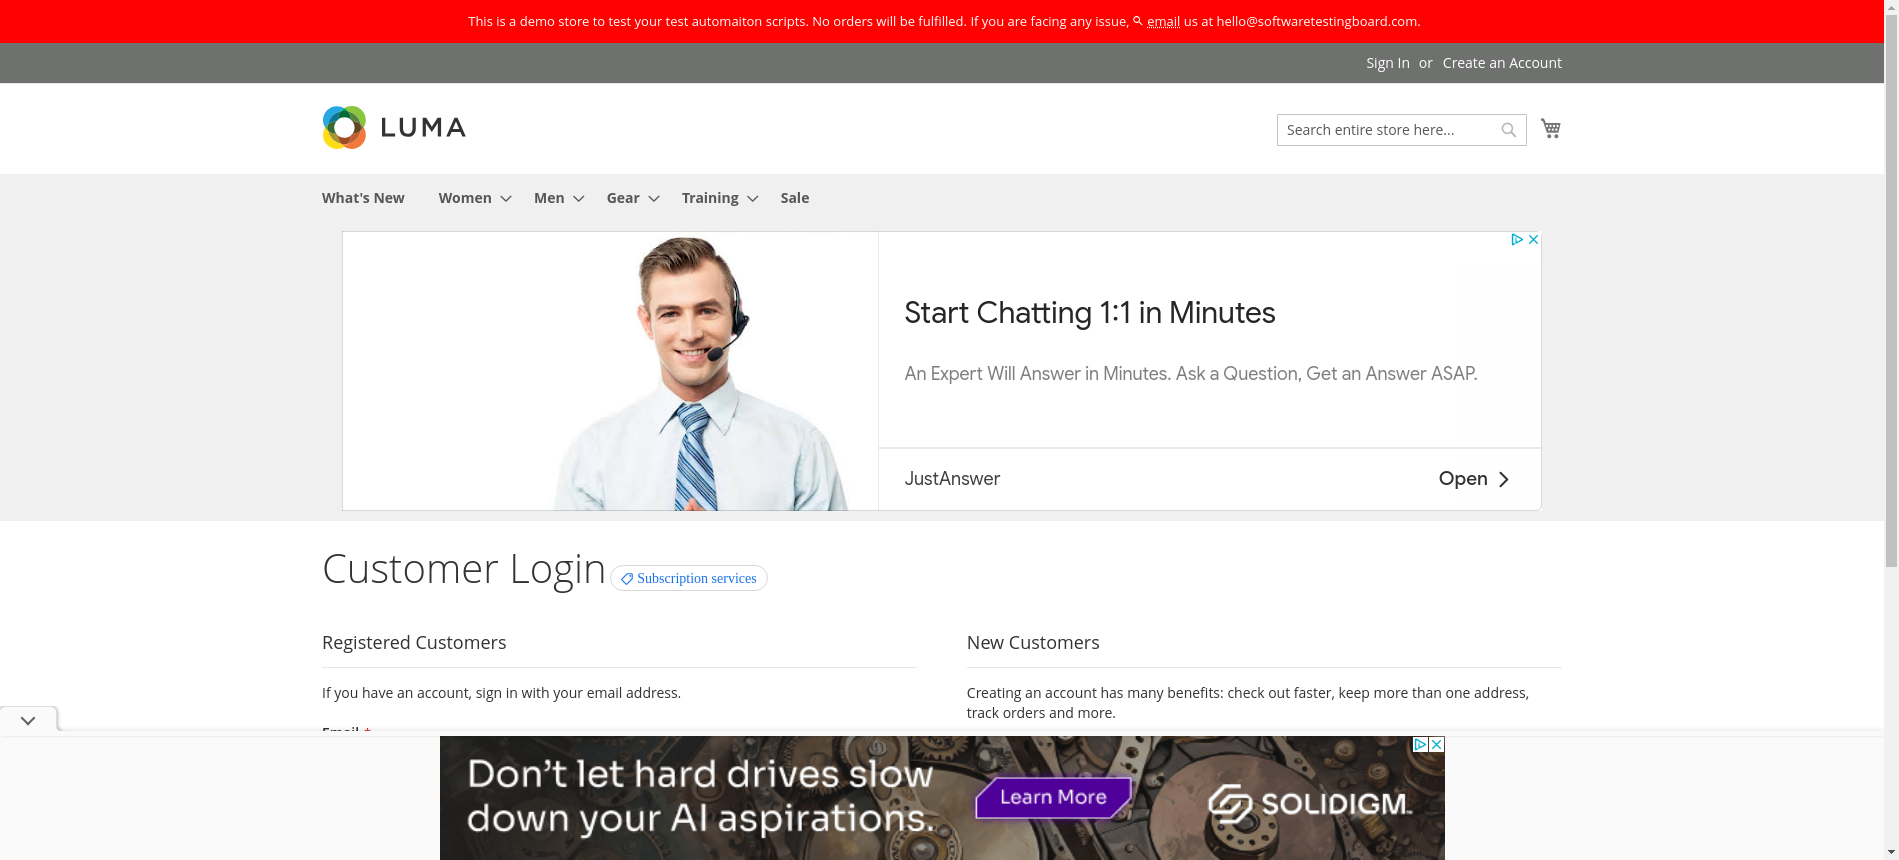 This is a demo store to test your test automaiton scripts. No orders will be fulfilled. If you are facing any issue, email us at hello@softwaretestingboard.com.
Sign In or Create an Account
LUMA
Search entire store here...
What's New Women Men Gear Training Sale
Start Chatting 1:1 in Minutes
An Expert Will Answer in Minutes. Ask a Question, Get an Answer ASAP.
JustAnswer
Open
Customer Login
Subscription services
Registered Customers
If you have an account, sign in with your email address.
Email *
New Customers
Creating an account has many benefits: check out faster, keep more than one address,
track orders and more.
Don't let hard drives slow
down your AI aspirations.
Learn More
SOLIDIGM